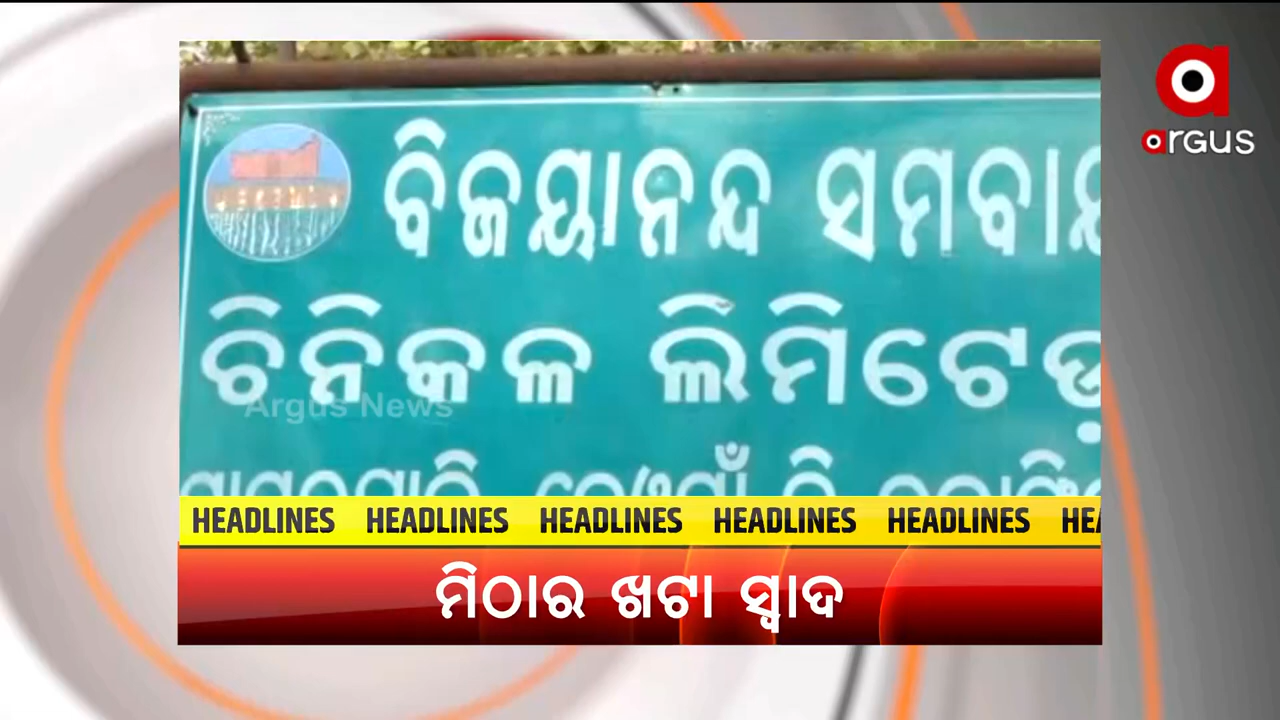 argus
ବିଜୟାନନ୍ଦ ସମବାୟ
ଚିନିକଳ ଲିମିଟେଡ଼
Argus News
HEADLINES HEADLINES HEADLINES HEADLINES HEADLINES
ମିଠାର ଖଟା ସ୍ୱାଦ